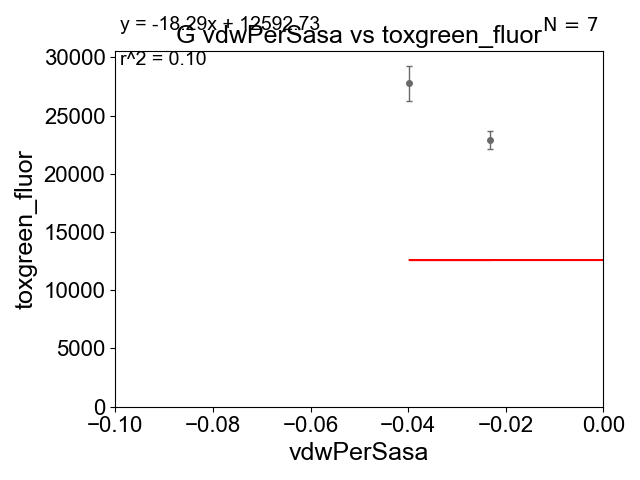 y = -18.29x + 12592.73
N = 7
G vdwPerSasa vs toxgreen_fluor
r^2 = 0.10
30000
25000
20000
15000
10000
5000
0
toxgreen_fluor
−0.10 −0.08 −0.06 −0.04 −0.02 0.00
vdwPerSasa